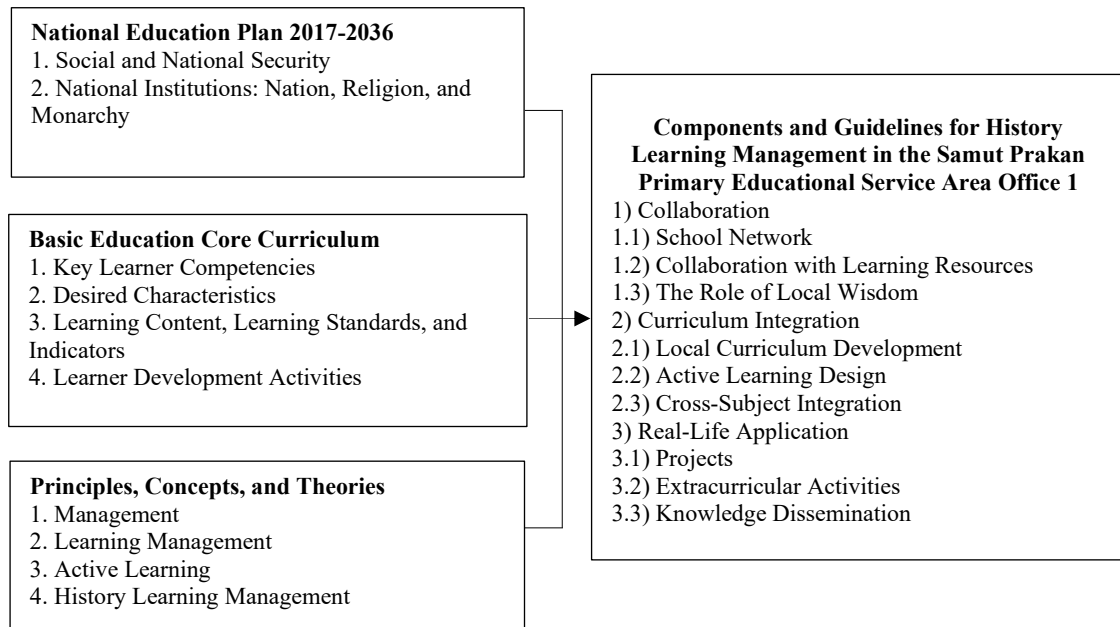 National Education Plan 2017-2036
1. Social and National Security
2. National Institutions: Nation, Religion, and
Monarchy
Basic Education Core Curriculum
1. Key Learner Competencies
2. Desired Characteristics
3. Learning Content, Learning Standards, and
Indicators
4. Learner Development Activities
Principles, Concepts, and Theories
1. Management
2. Learning Management
3. Active Learning
4. History Learning Management
Components and Guidelines for History
Learning Management in the Samut Prakan
Primary Educational Service Area Office 1
1) Collaboration
1.1) School Network
1.2) Collaboration with Learning Resources
1.3) The Role of Local Wisdom
2) Curriculum Integration
2.1) Local Curriculum Development
2.2) Active Learning Design
2.3) Cross-Subject Integration
3) Real-Life Application
3.1) Projects
3.2) Extracurricular Activities
3.3) Knowledge Dissemination